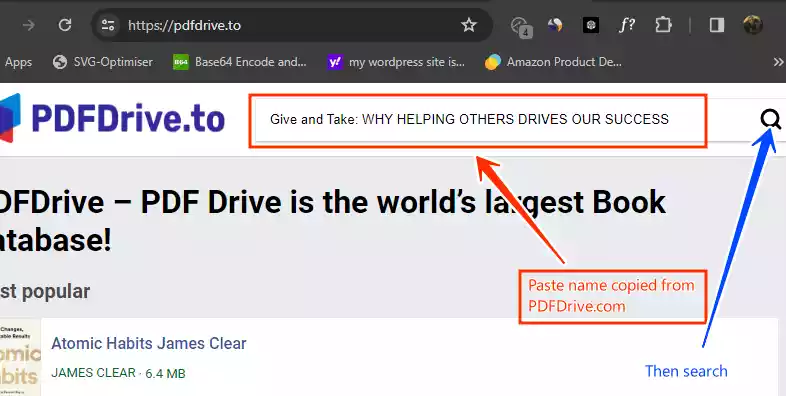 https://pdfdrive.to
4
f?
Apps SVG-Optimiser B64 Base64 Encode and... y! my wordpress site is... Amazon Product De... »
PDFDrive.to
Give and Take: WHY HELPING OTHERS DRIVES OUR SUCCESS
DFDrive – PDF Drive is the world's largest Book
atabase!
st popular
Paste name copied from
PDFDrive.com
Changes,
able Results
omic
bits
Atomic Habits James Clear
JAMES CLEAR · 6.4 MB
Then search